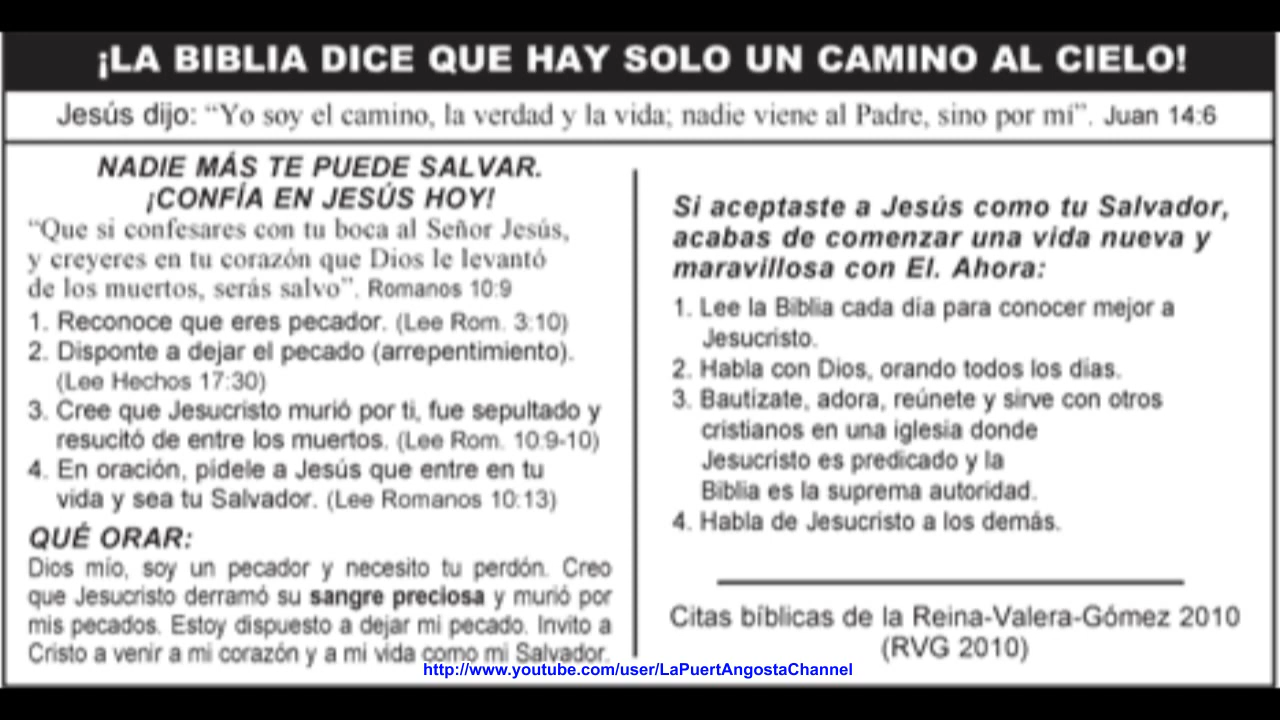 ¡LA BIBLIA DICE QUE HAY SOLO UN CAMINO AL CIELO!
Jesús dijo: “Yo soy el camino, la verdad y la vida; nadie viene al Padre, sino por mí”. Juan 14:6
NADIE MÁS TE PUEDE SALVAR.
¡CONFÍA EN JESÚS HOY!
“Que si confesares con tu boca al Señor Jesús,
y creyeres en tu corazón que Dios le levantó
de los muertos, serás salvo”. Romanos 10:9
1. Reconoce que eres pecador. (Lee Rom. 3:10)
2. Disponte a dejar el pecado (arrepentimiento).
(Lee Hechos 17:30)
3. Cree que Jesucristo murió por ti, fue sepultado y
resucitó de entre los muertos. (Lee Rom. 10:9-10)
4. En oración, pídele a Jesús que entre en tu
vida y sea tu Salvador. (Lee Romanos 10:13)
QUÉ ORAR:
Dios mío, soy un pecador y necesito tu perdón. Creo
que Jesucristo derramó su sangre preciosa y murió por
mis pecados. Estoy dispuesto a dejar mi pecado. Invito a
Cristo a venir a mi corazón y a mi vida como mi Salvador.
Si aceptaste a Jesús como tu Salvador,
acabas de comenzar una vida nueva y
maravillosa con El. Ahora:
1. Lee la Biblia cada día para conocer mejor a
Jesucristo.
2. Habla con Dios, orando todos los dias.
3. Bautízate, adora, reúnete y sirve con otros
cristianos en una iglesia donde
Jesucristo es predicado y la
Biblia es la suprema autoridad.
4. Habla de Jesucristo a los demás.
Citas bíblicas de la Reina-Valera-Gómez 2010
(RVG 2010)
http://www.youtube.com/user/LaPuertAngostaChannel